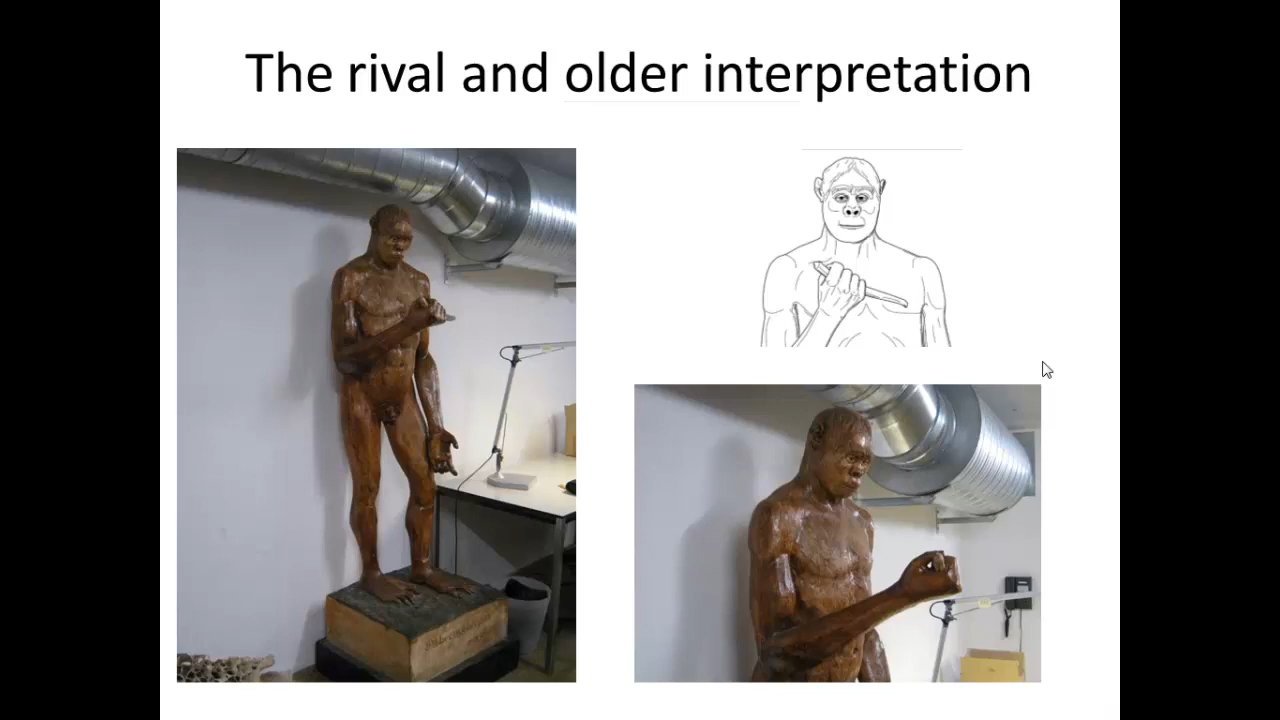 The rival and older interpretation